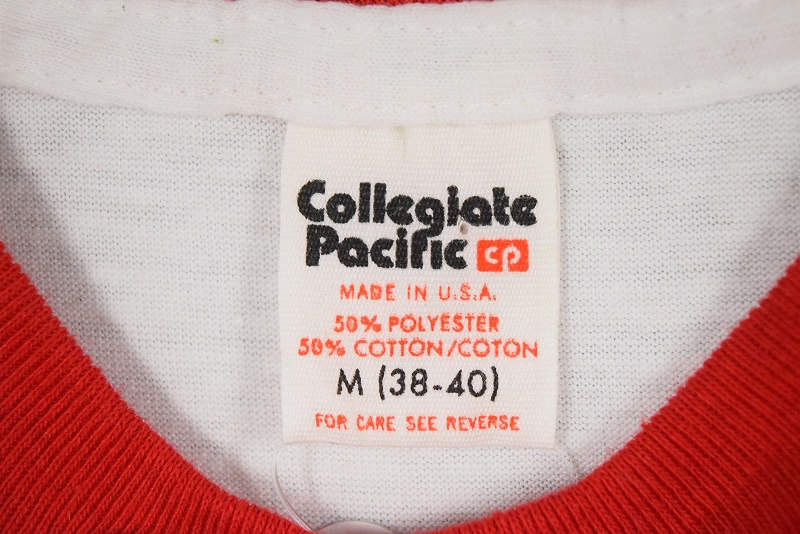 Collegiate
Pacific cp
MADE IN U.S.A.
50% POLYESTER
50% COTTON/COTON
M (38-40)
FOR CARE SEE REVERSE